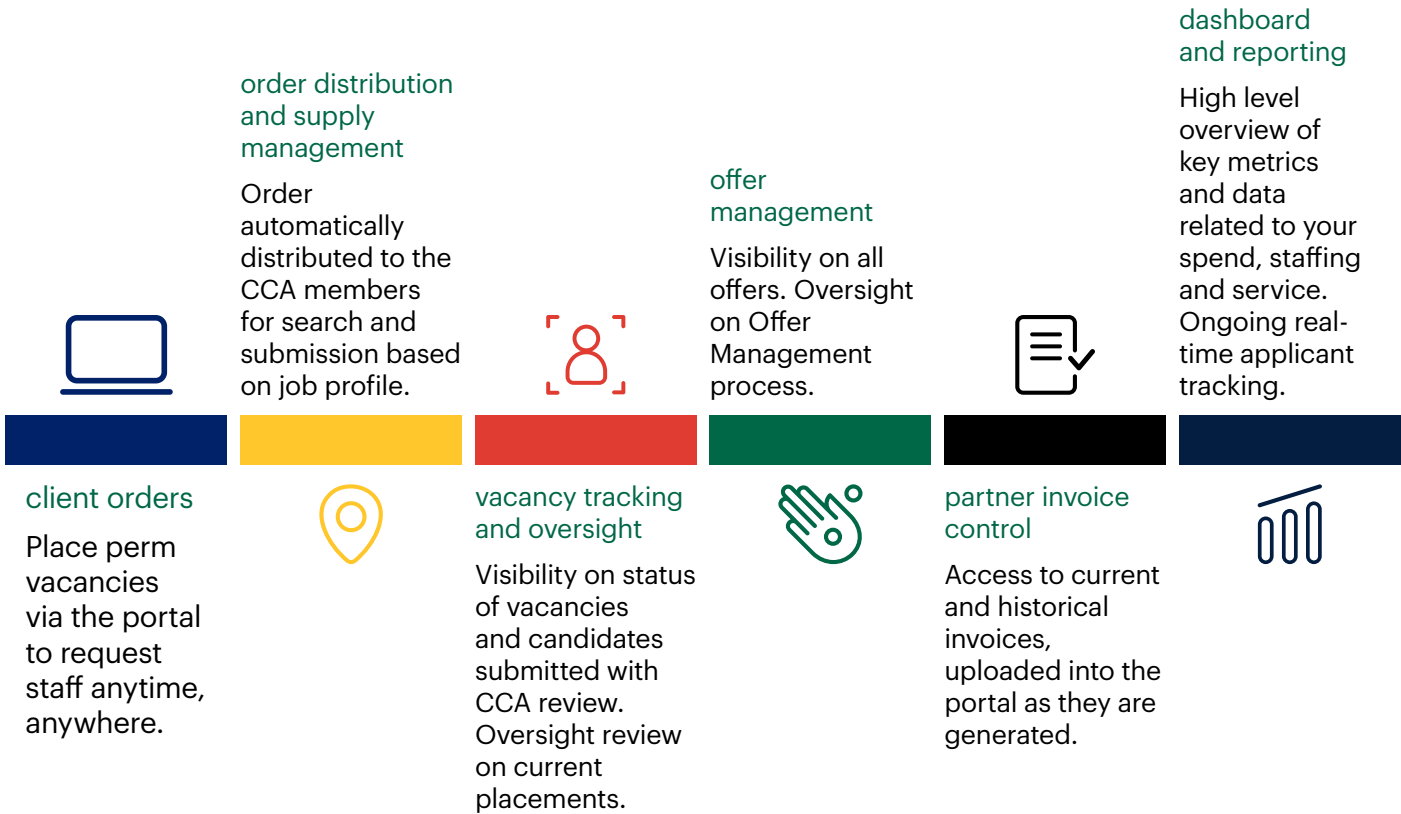 client orders
Place perm
vacancies
via the portal
to request
staff anytime,
anywhere.
order distribution
and supply
management
Order
automatically
distributed to the
CCA members
for search and
submission based
on job profile.
vacancy tracking
and oversight
Visibility on status
of vacancies
and candidates
submitted with
CCA review.
Oversight review
on current
placements.
offer
management
Visibility on all
offers. Oversight
on Offer
Management
process.
partner invoice
control
Access to current
and historical
invoices,
uploaded into the
portal as they are
generated.
dashboard
and reporting
High level
overview of
key metrics
and data
related to your
spend, staffing
and service.
Ongoing real-
time applicant
tracking.